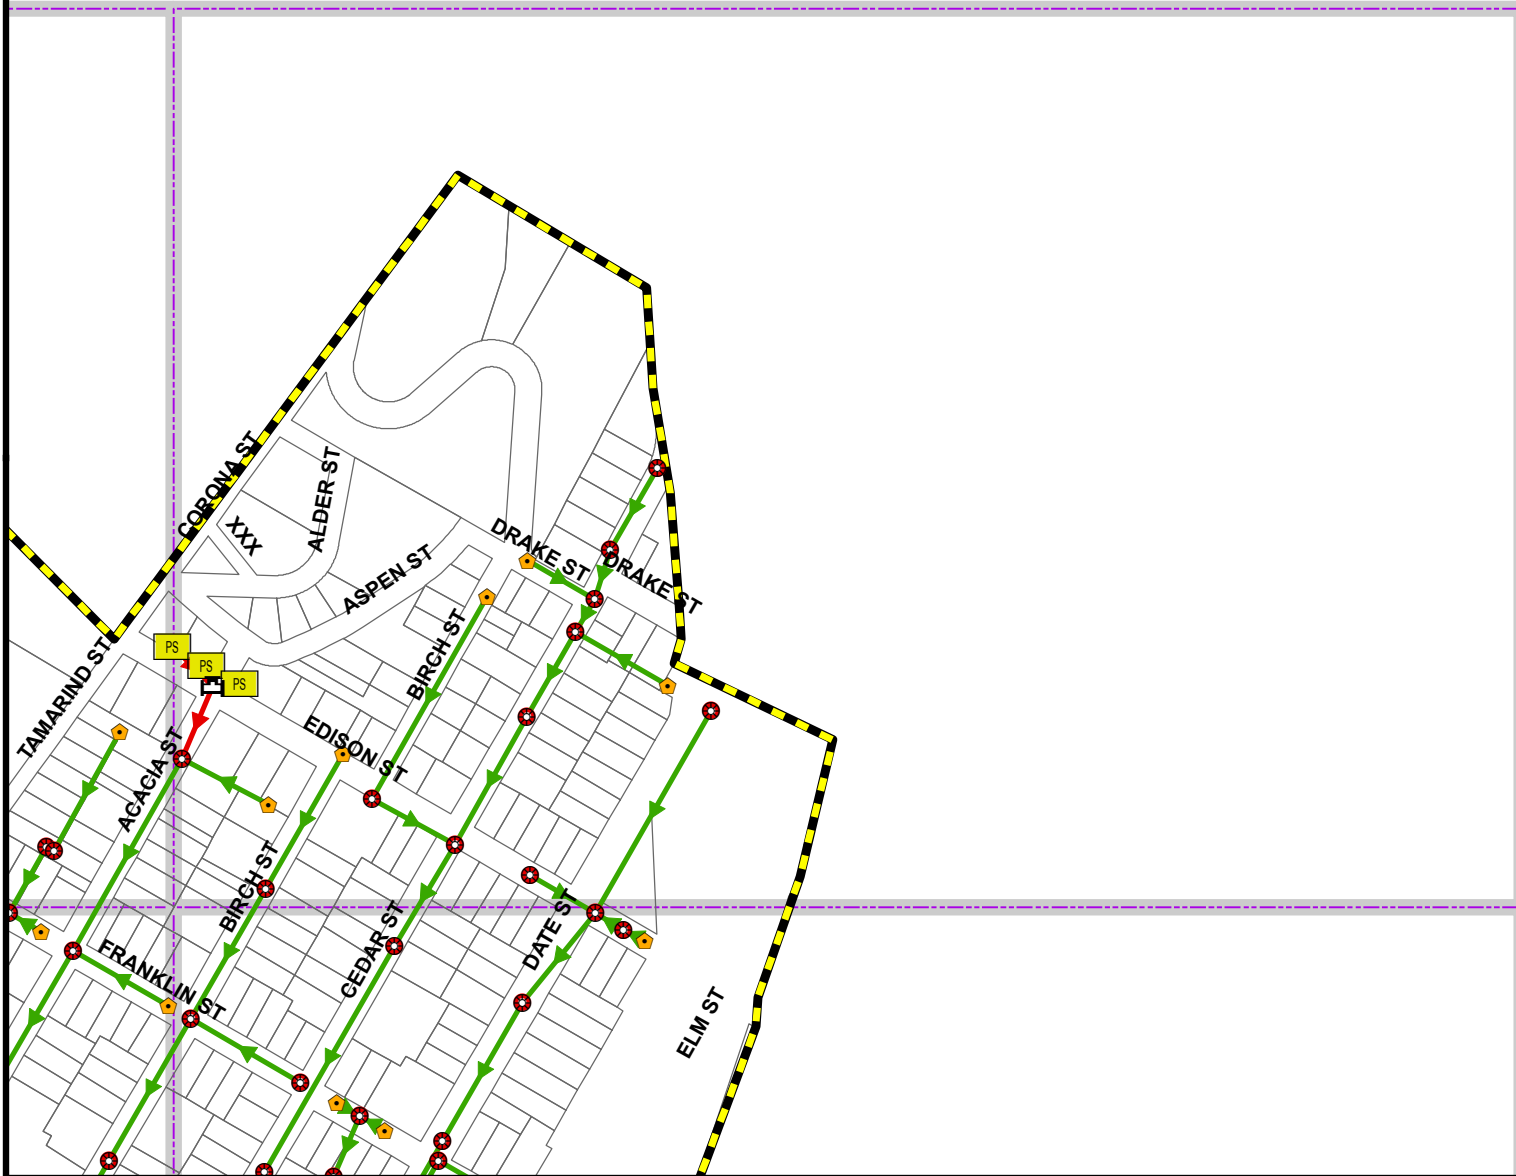 CORONA ST
ALDER ST
XXX
DRAKE ST
DRAKE ST
ASPEN ST
BIRCH ST
TAMARIND ST
PS
PS
PS
EDISON ST
ACACIA ST
BIRCH ST
CEDAR ST
DATE ST
FRANKLIN ST
ELM ST